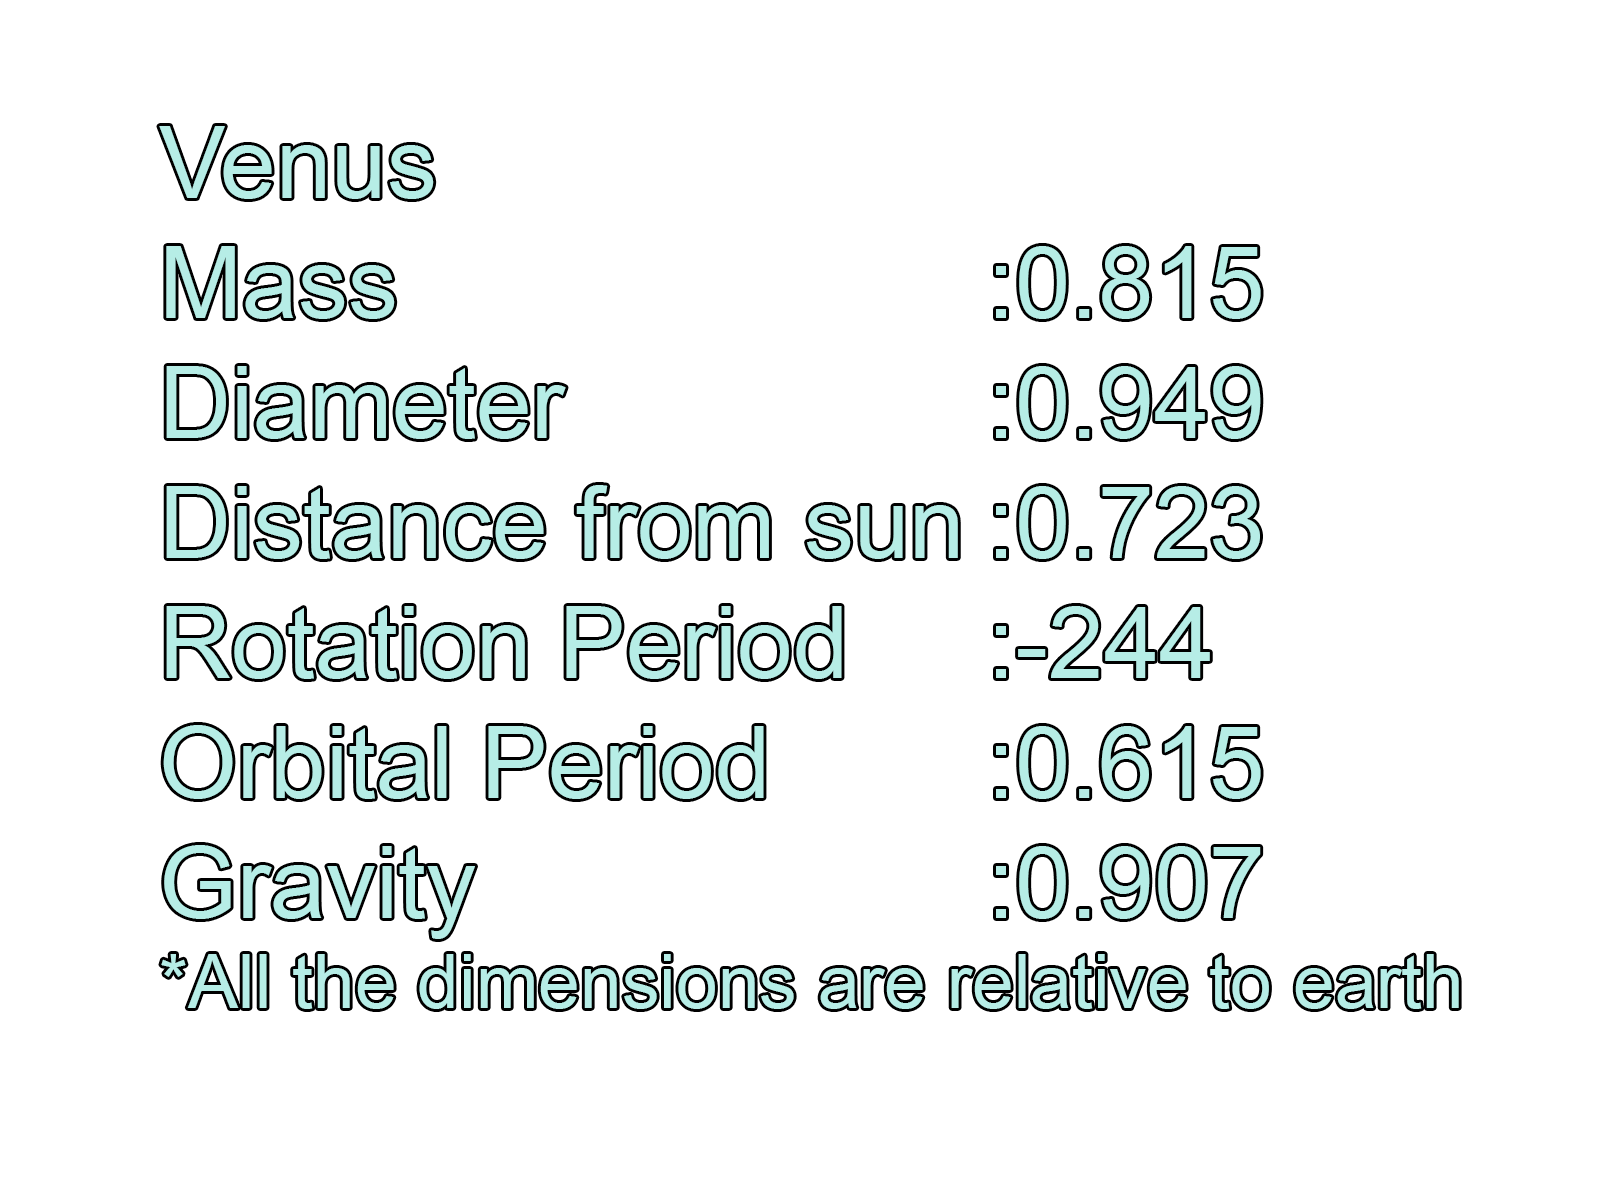 Venus
Mass :0.815
Diameter :0.949
Distance from sun :0.723
Rotation Period :-244
Orbital Period :0.615
Gravity :0.907
*All the dimensions are relative to earth